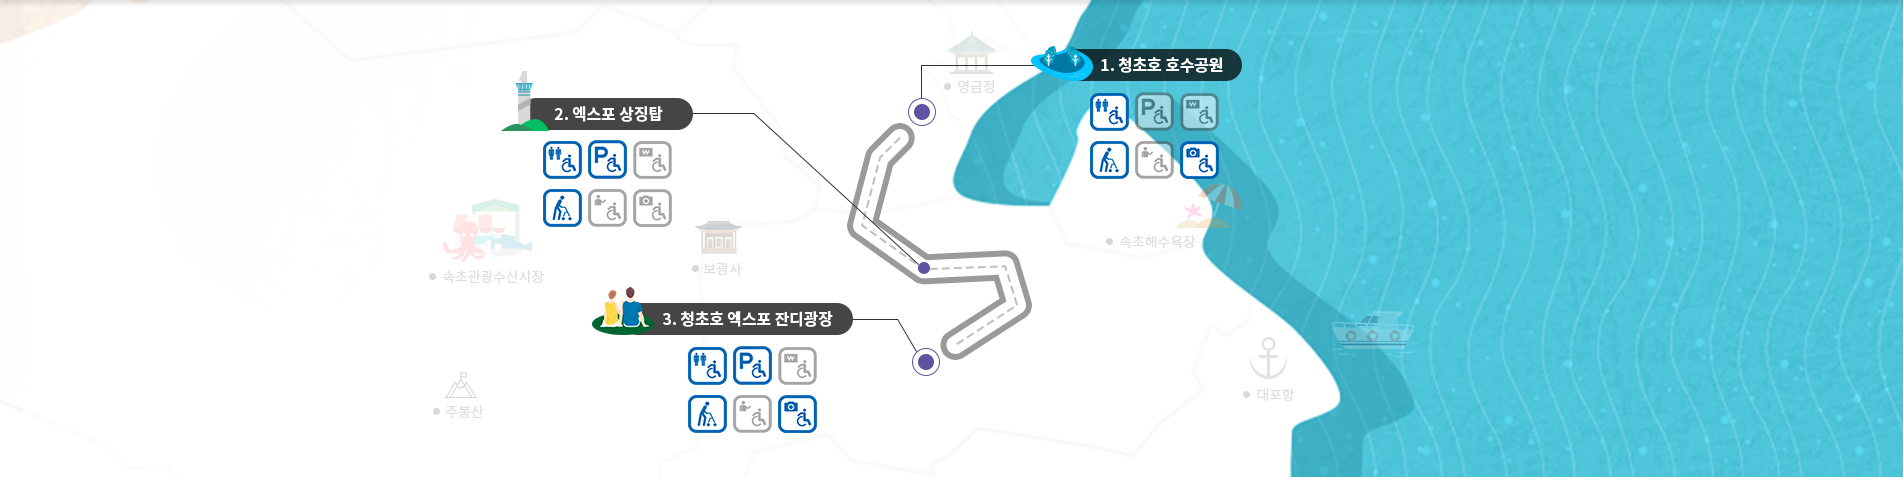 영금정
1. 청초호 호수공원
P
₩
2. 엑스포 상징탑
P
₩
속초관광수산시장
보광사
속초해수욕장
3. 청초호 엑스포 잔디광장
P
₩
주봉산
대포항